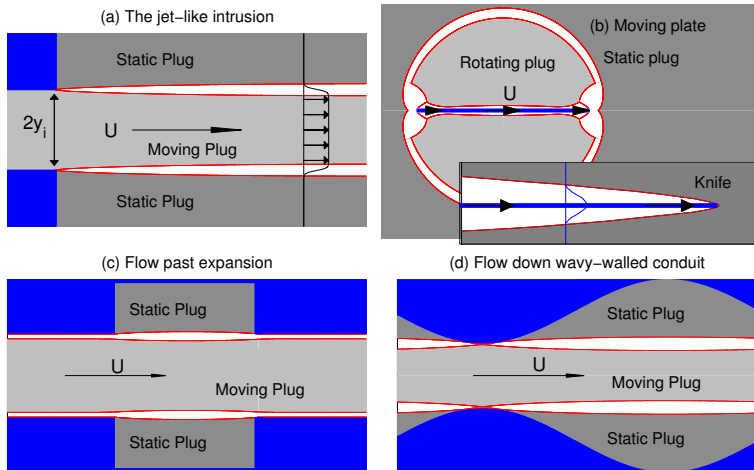 (a) The jet-like intrusion
Static Plug
2y_i
U
Moving Plug
Static Plug
(b) Moving plate
Static plug
Rotating plug
U
Knife
(c) Flow past expansion
Static Plug
U
Moving Plug
Static Plug
(d) Flow down wavy-walled conduit
Static Plug
U
Moving Plug
Static Plug